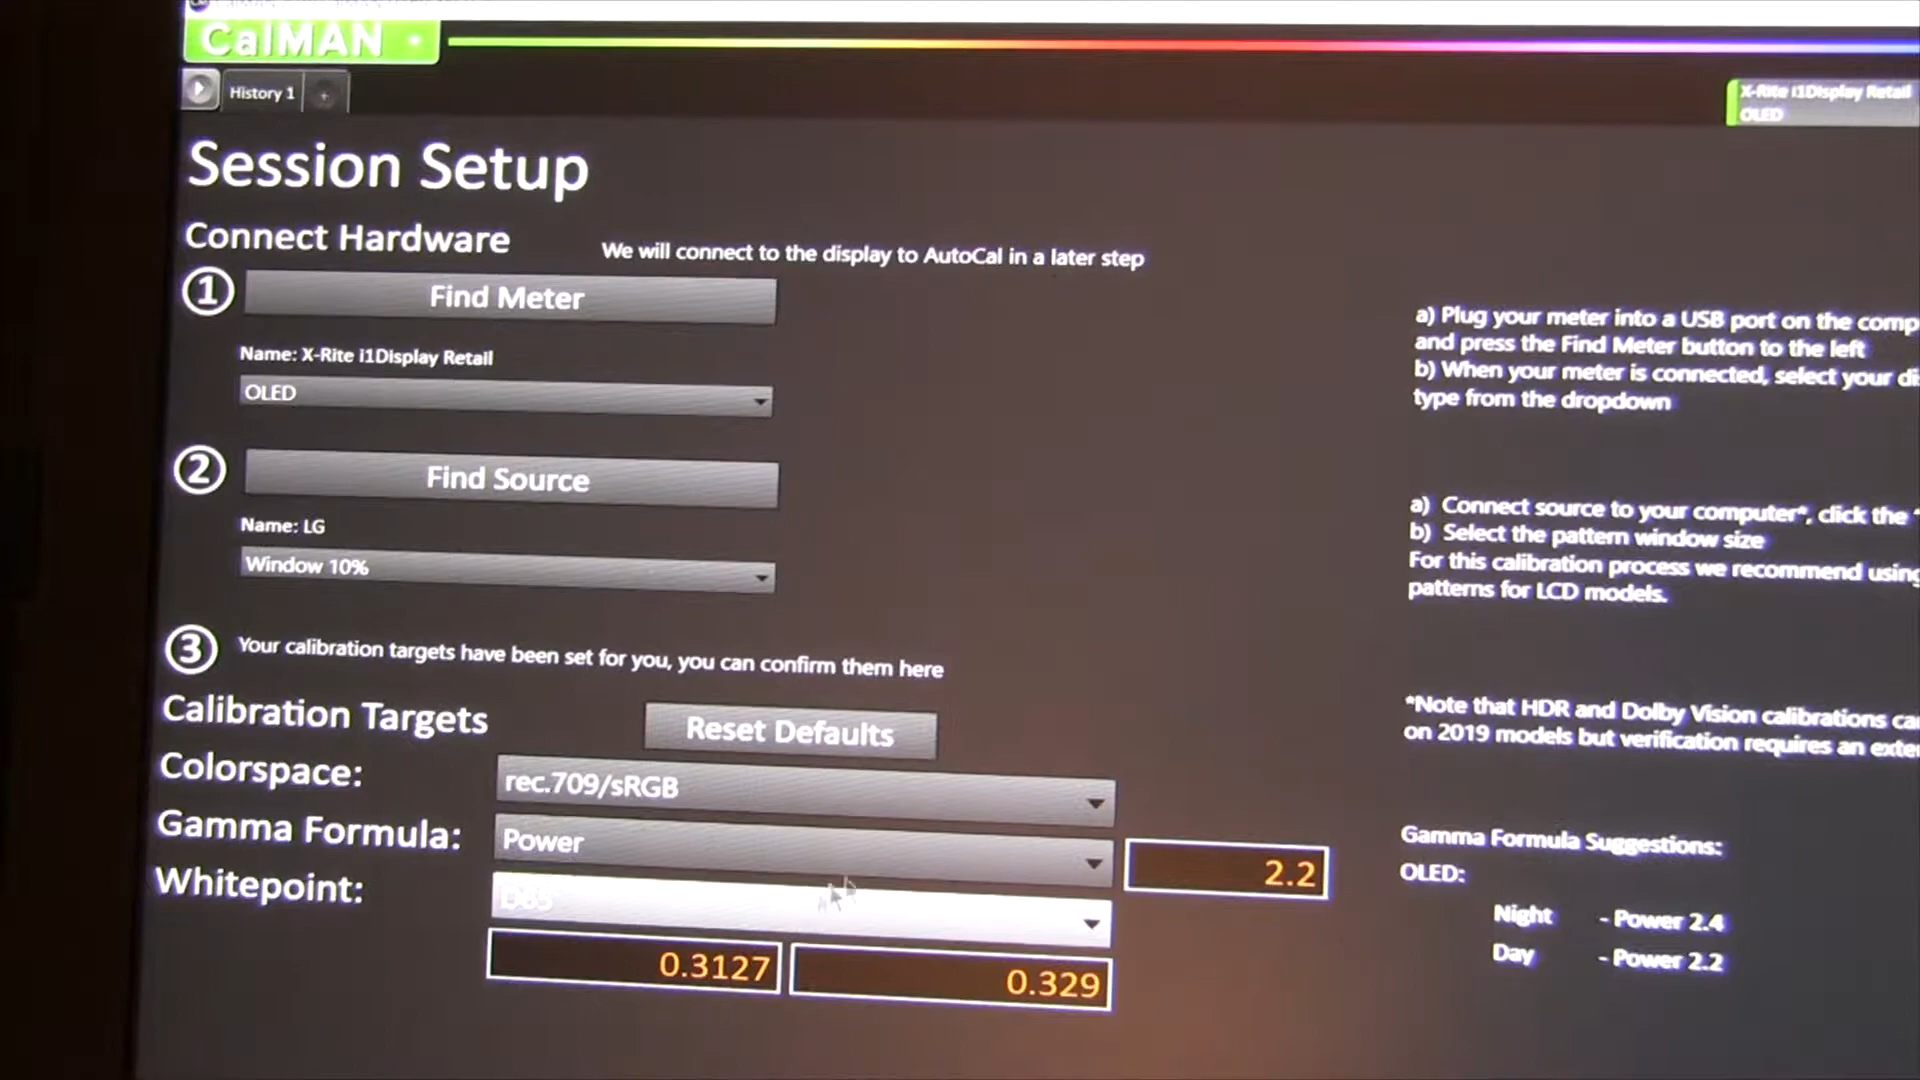 CalMAN
History 1
+
X-Rite i1Display Retail
OLED
Session Setup
Connect Hardware
We will connect to the display to AutoCal in a later step
1
Find Meter
Name: X-Rite i1Display Retail
OLED
a) Plug your meter into a USB port on the comp
and press the Find Meter button to the left
b) When your meter is connected, select your di
type from the dropdown
2
Find Source
Name: LG
Window 10%
a) Connect source to your computer*, click the "
b) Select the pattern window size
For this calibration process we recommend using
patterns for LCD models.
3
Your calibration targets have been set for you, you can confirm them here
Calibration Targets
Reset Defaults
*Note that HDR and Dolby Vision calibrations ca
on 2019 models but verification requires an exte
Colorspace:
rec.709/sRGB
Gamma Formula:
Power
2.2
Whitepoint:
D65
0.3127
0.329
Gamma Formula Suggestions:
OLED:
Night - Power 2.4
Day - Power 2.2